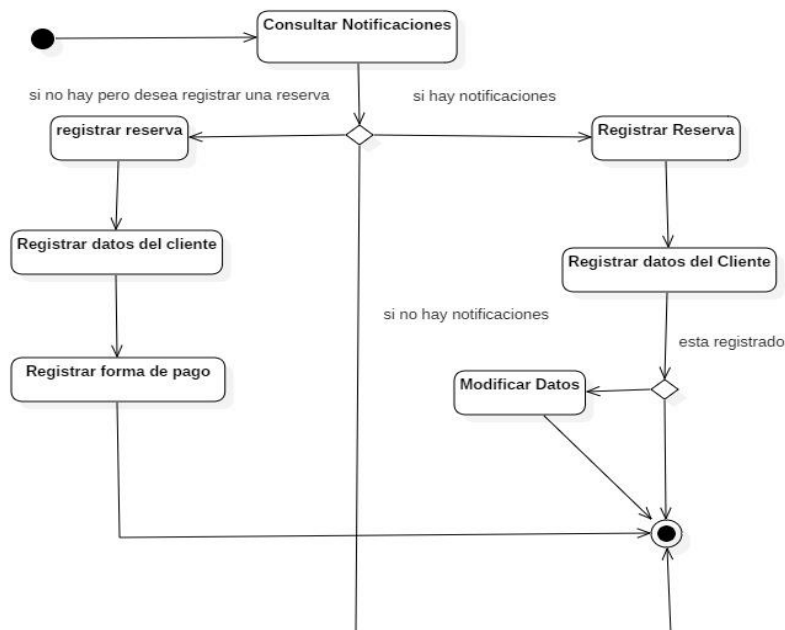 Consultar Notificaciones
si no hay pero desea registrar una reserva
si hay notificaciones
registrar reserva
Registrar Reserva
Registrar datos del cliente
Registrar datos del Cliente
si no hay notificaciones
esta registrado
Registrar forma de pago
Modificar Datos